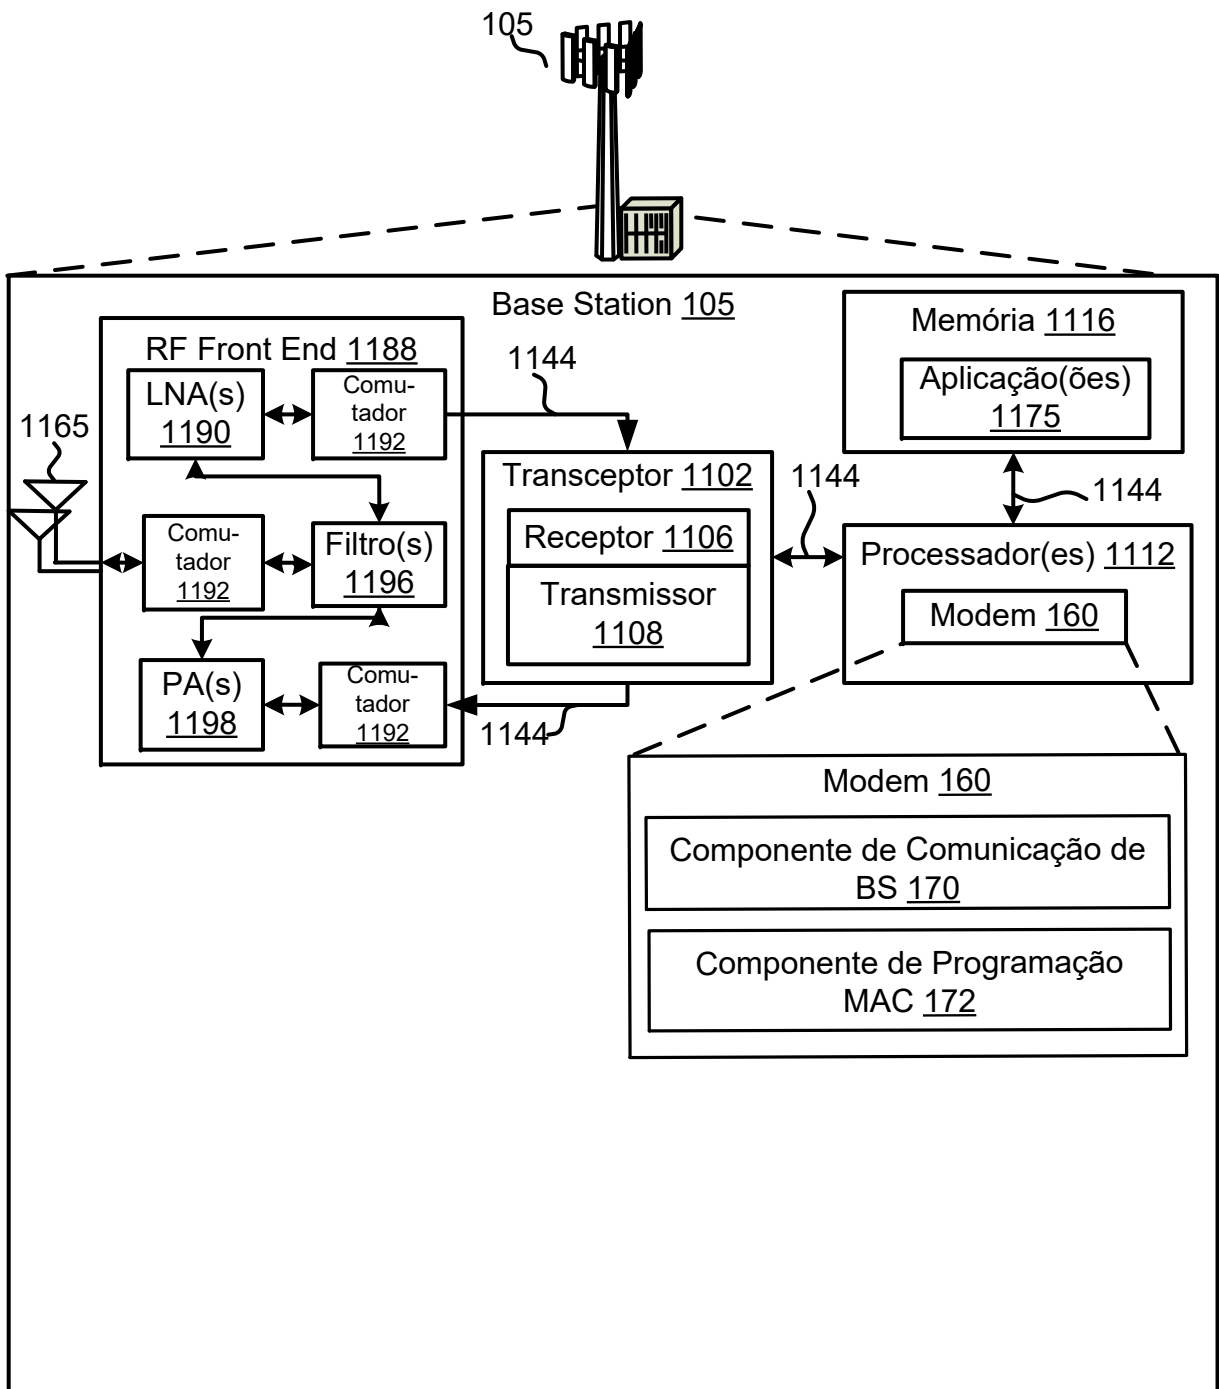 105
Base Station 105
RF Front End 1188
LNA(s)
1190
Comu-
tador
1192
1144
Memória 1116
Aplicação(ões)
1175
1165
Transceptor 1102
Receptor 1106
Transmissor
1108
1144
1144
Comu-
tador
1192
Filtro(s)
1196
Processador(es) 1112
Modem 160
PA(s)
1198
Comu-
tador
1192
1144
Modem 160
Componente de Comunicação de
BS 170
Componente de Programação
MAC 172